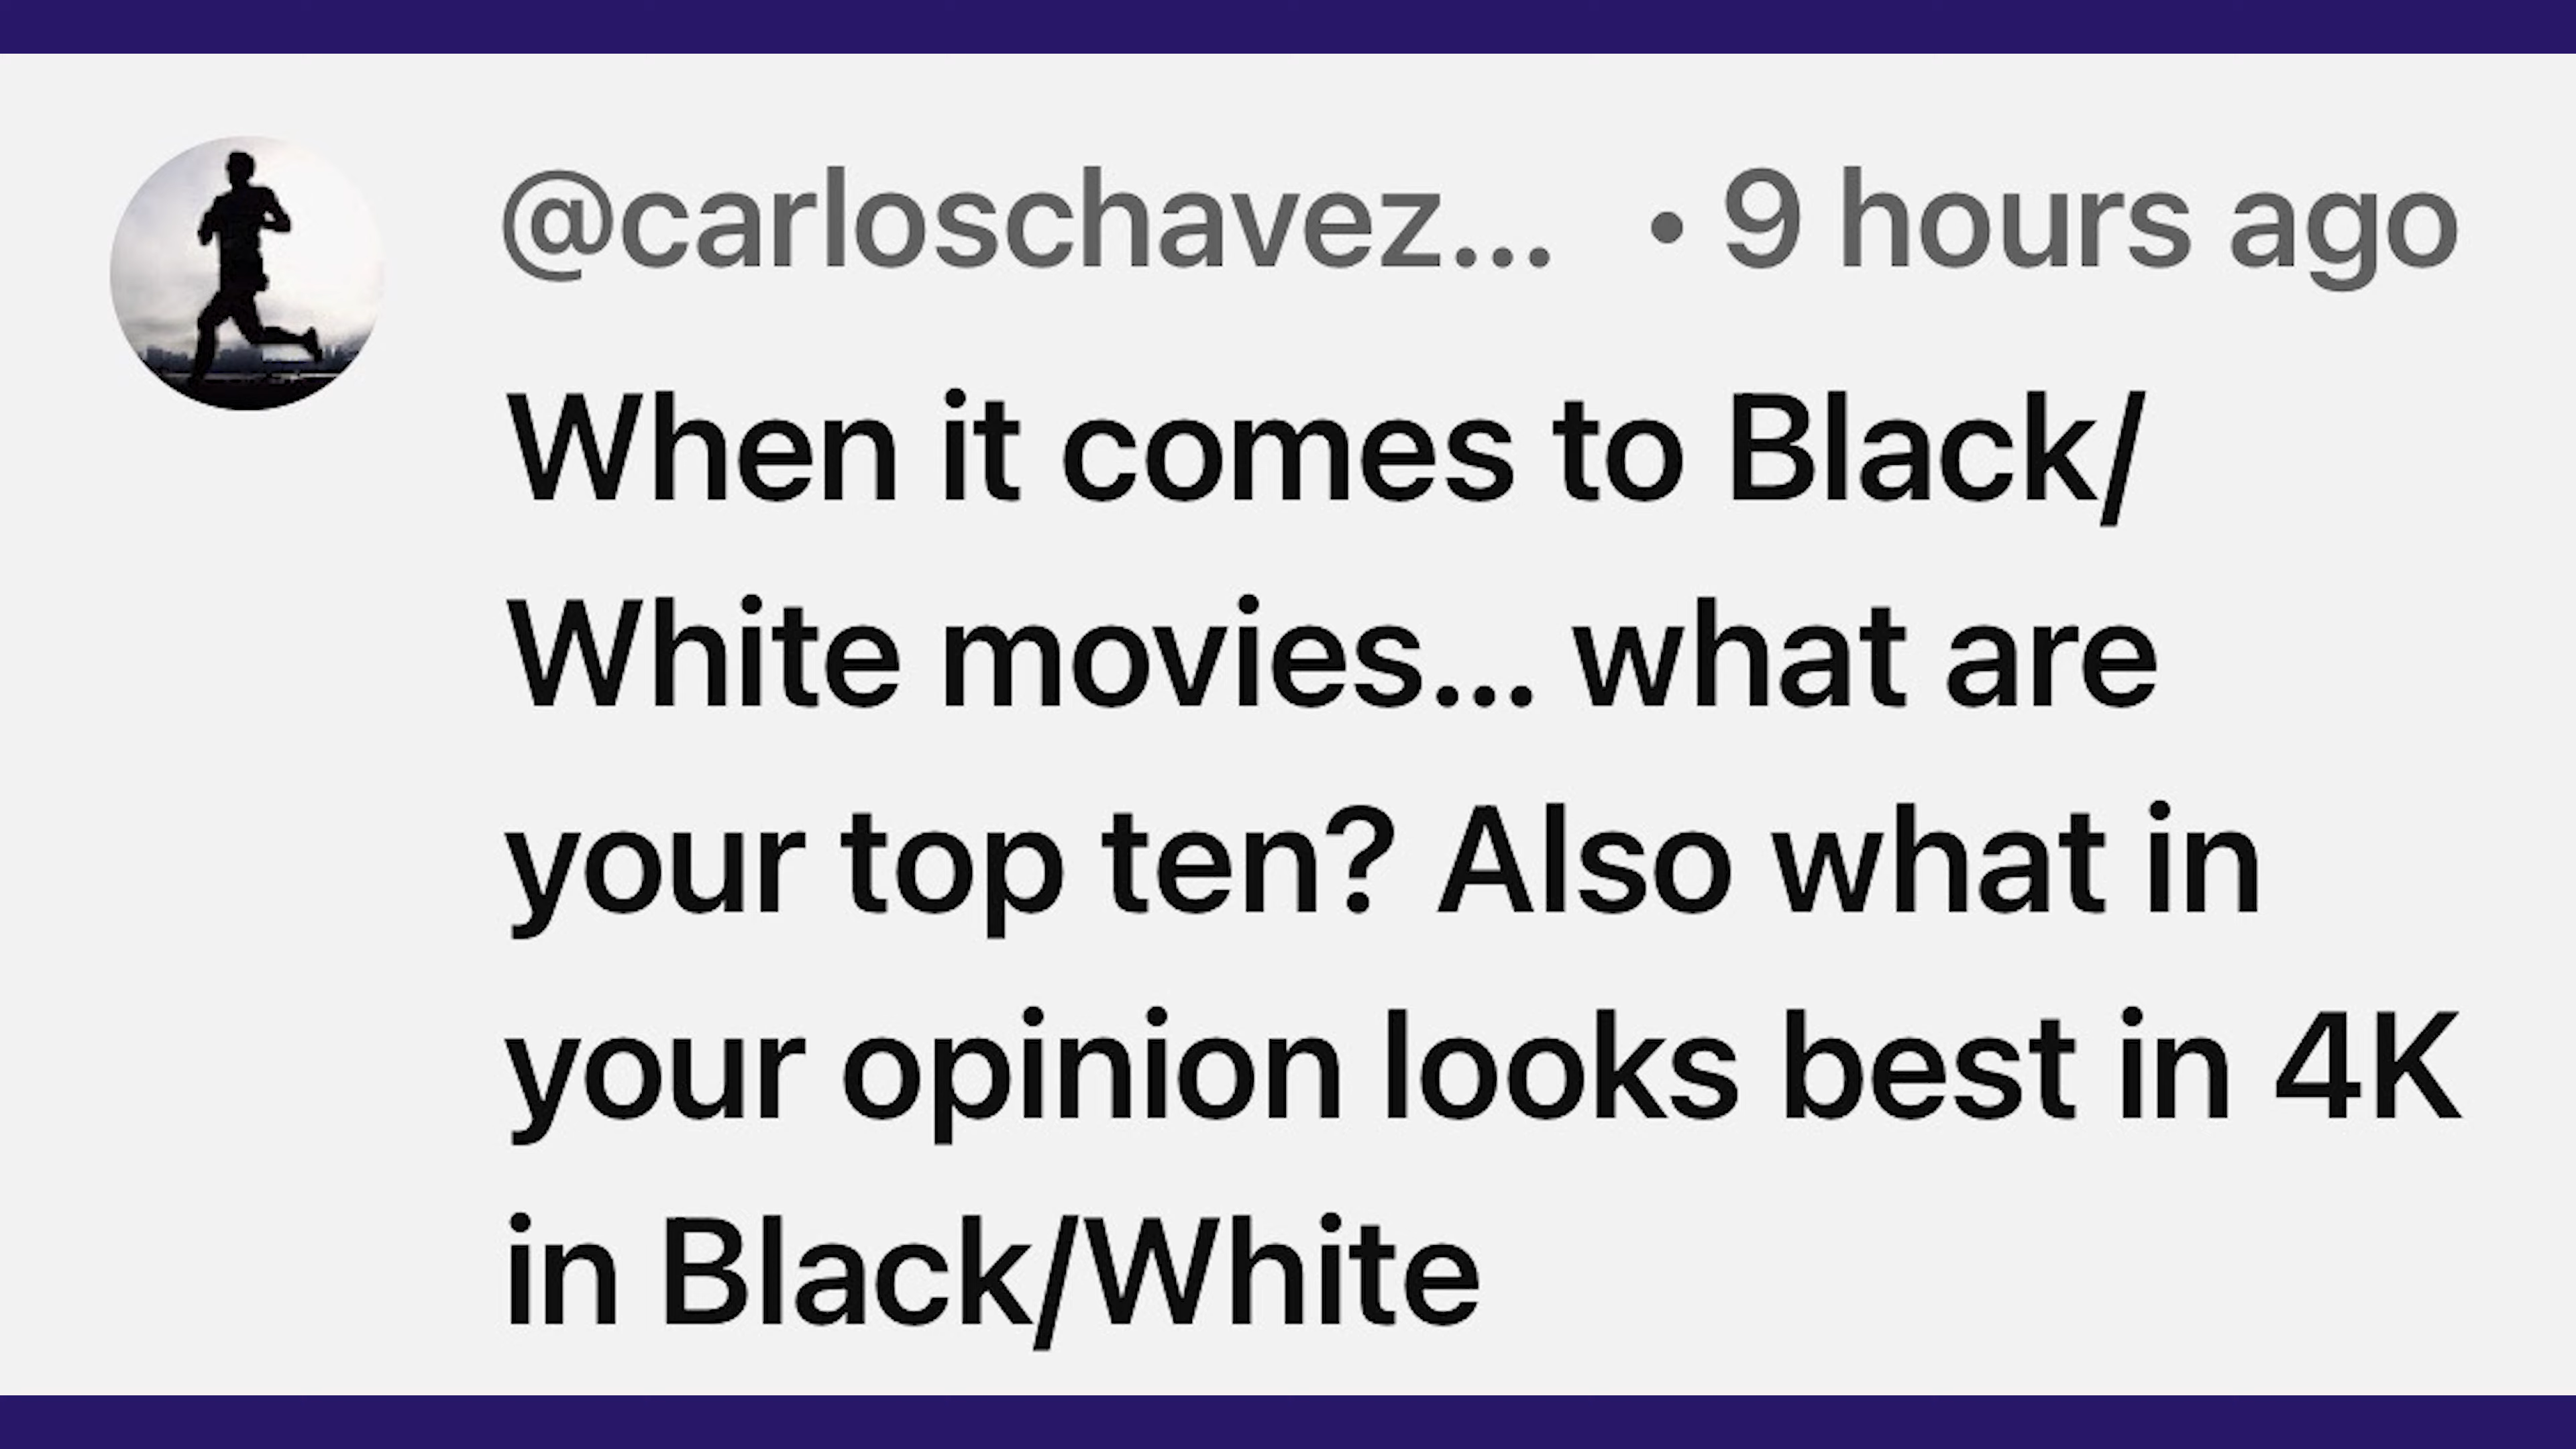 @carloschavez... • 9 hours ago
When it comes to Black/
White movies... what are
your top ten? Also what in
your opinion looks best in 4K
in Black/White